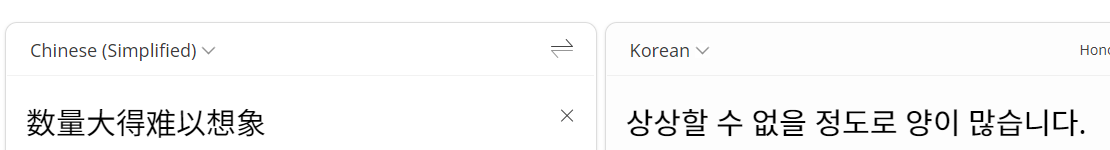 Chinese (Simplified)
Korean
数量大得难以想象
상상할 수 없을 정도로 양이 많습니다.